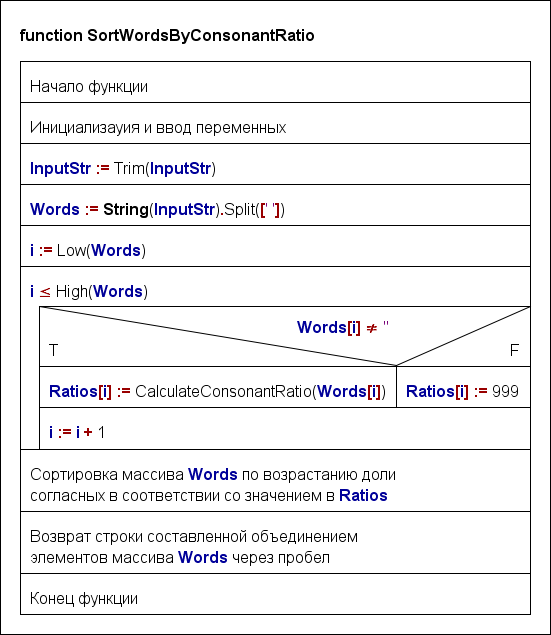 function SortWordsByConsonantRatio
Начало функции
Инициализауия и ввод переменных
InputStr := Trim(InputStr)
Words := String(InputStr).Split([' '])
i := Low(Words)
i ≤ High(Words)
Words[i] ≠ ''
T
F
Ratios[i] := CalculateConsonantRatio(Words[i])
Ratios[i] := 999
i := i + 1
Сортировка массива Words по возрастанию доли
согласных в соответствии со значением в Ratios
Возврат строки составленной объединением
элементов массива Words через пробел
Конец функции